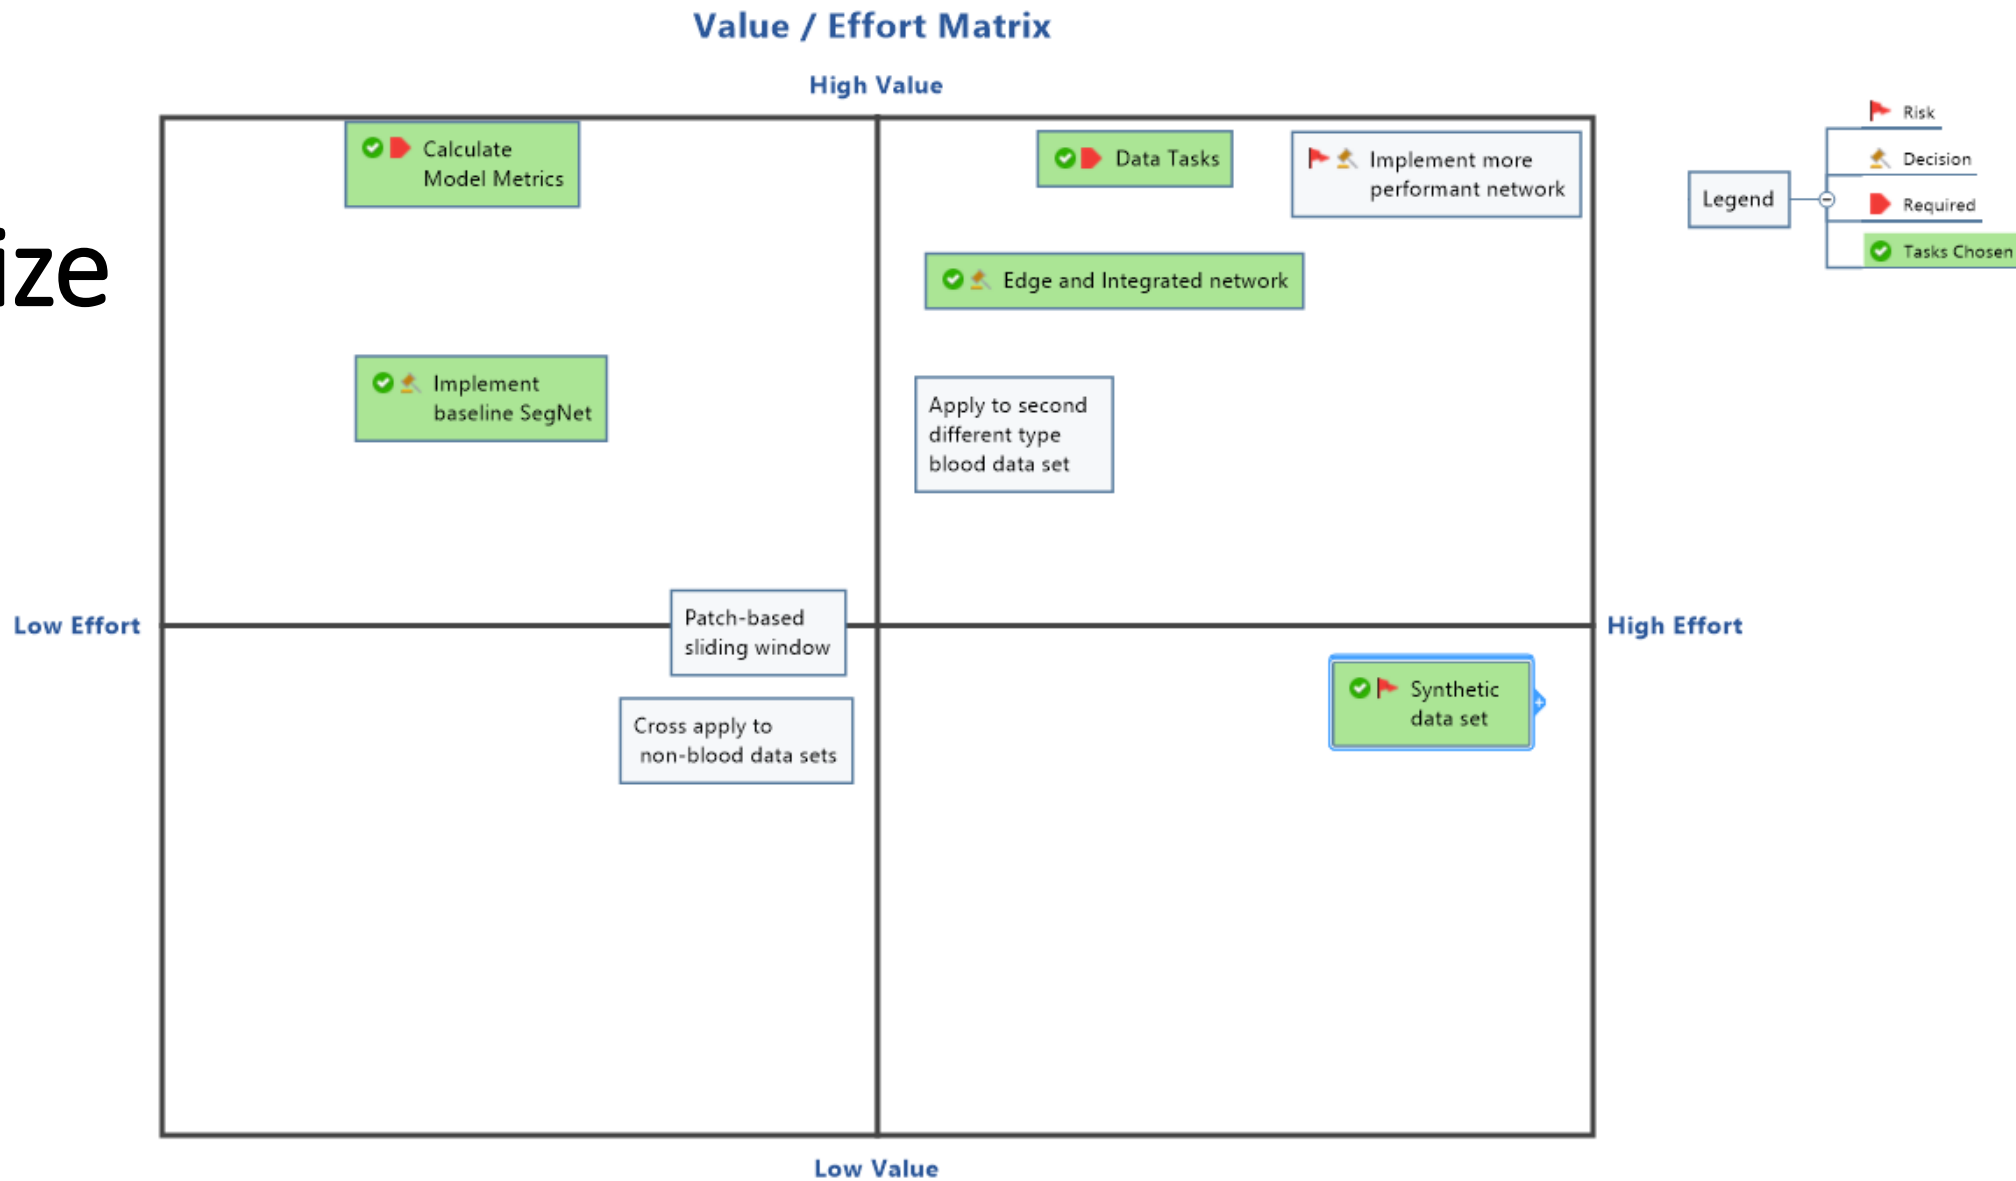 Value / Effort Matrix
High Value
ize
Calculate
Model Metrics
Data Tasks
Implement more
performant network
Edge and Integrated network
Implement
baseline SegNet
Apply to second
different type
blood data set
Low Effort
Patch-based
sliding window
High Effort
Cross apply to
non-blood data sets
Synthetic
data set
Low Value
Legend
Risk
Decision
Required
Tasks Chosen